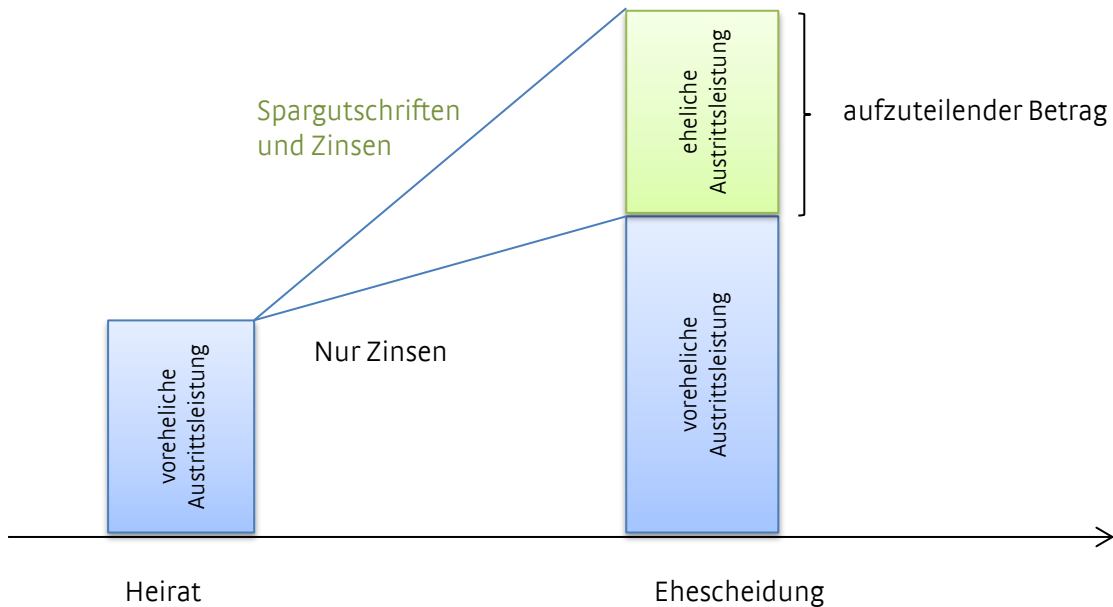 Spargutschriften
und Zinsen
eheliche
Austrittsleistung
aufzuteilender Betrag
Nur Zinsen
voreheliche
Austrittsleistung
voreheliche
Austrittsleistung
Heirat
Ehescheidung